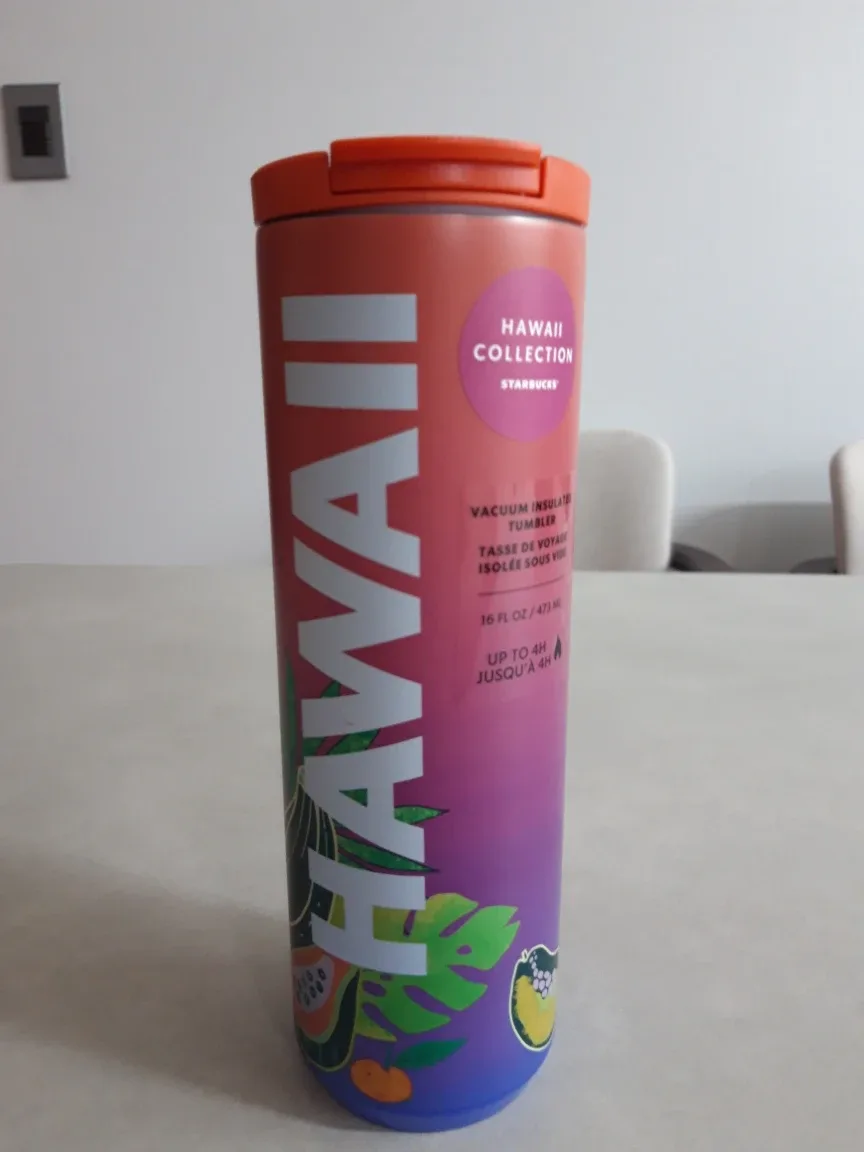 HAWAII
HAWAII
COLLECTION
STARBUCKS
VACUUM INSULATED
TUMBLER
TASSE DE VOYAGE
ISOLÉE SOUS VIDE
16 FL OZ / 473 ML
UP TO 4H
JUSQU'À 4H